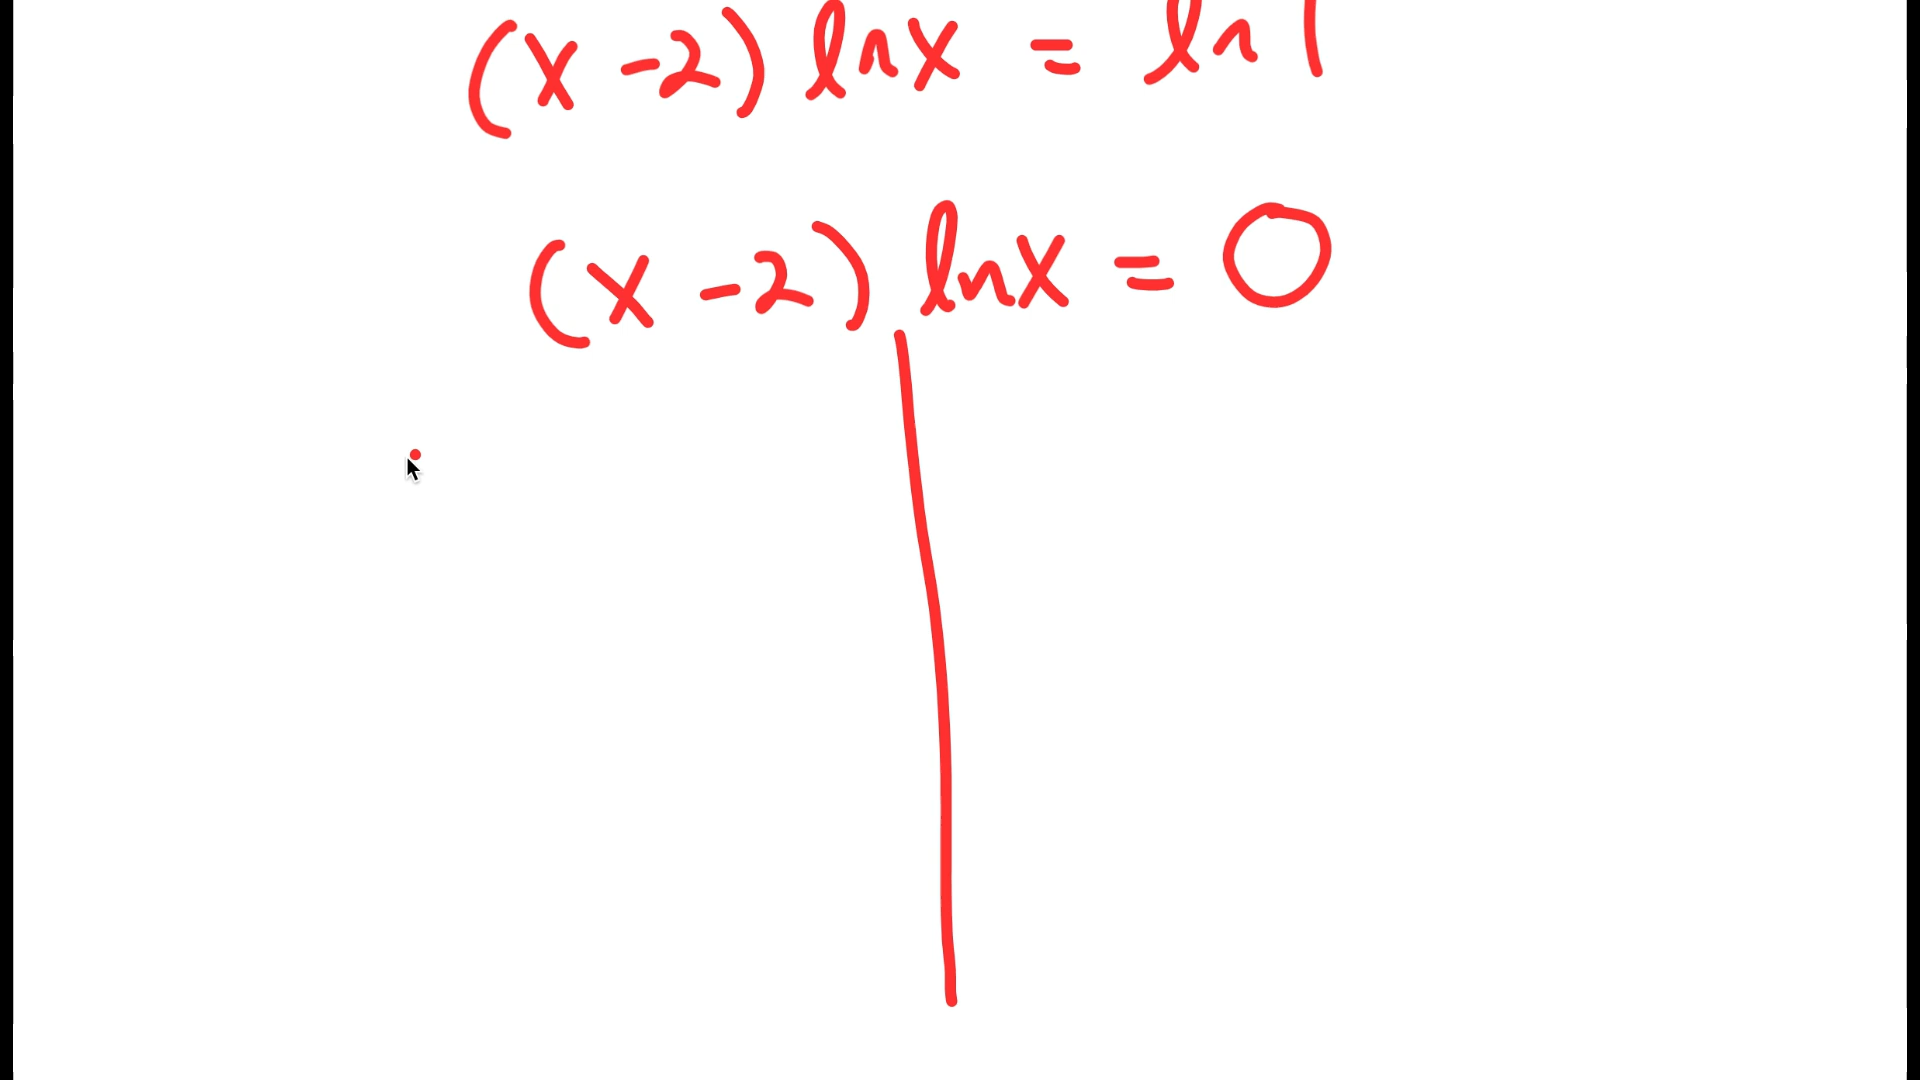 (x - 2) ln x = ln 1
(x - 2) ln x = 0